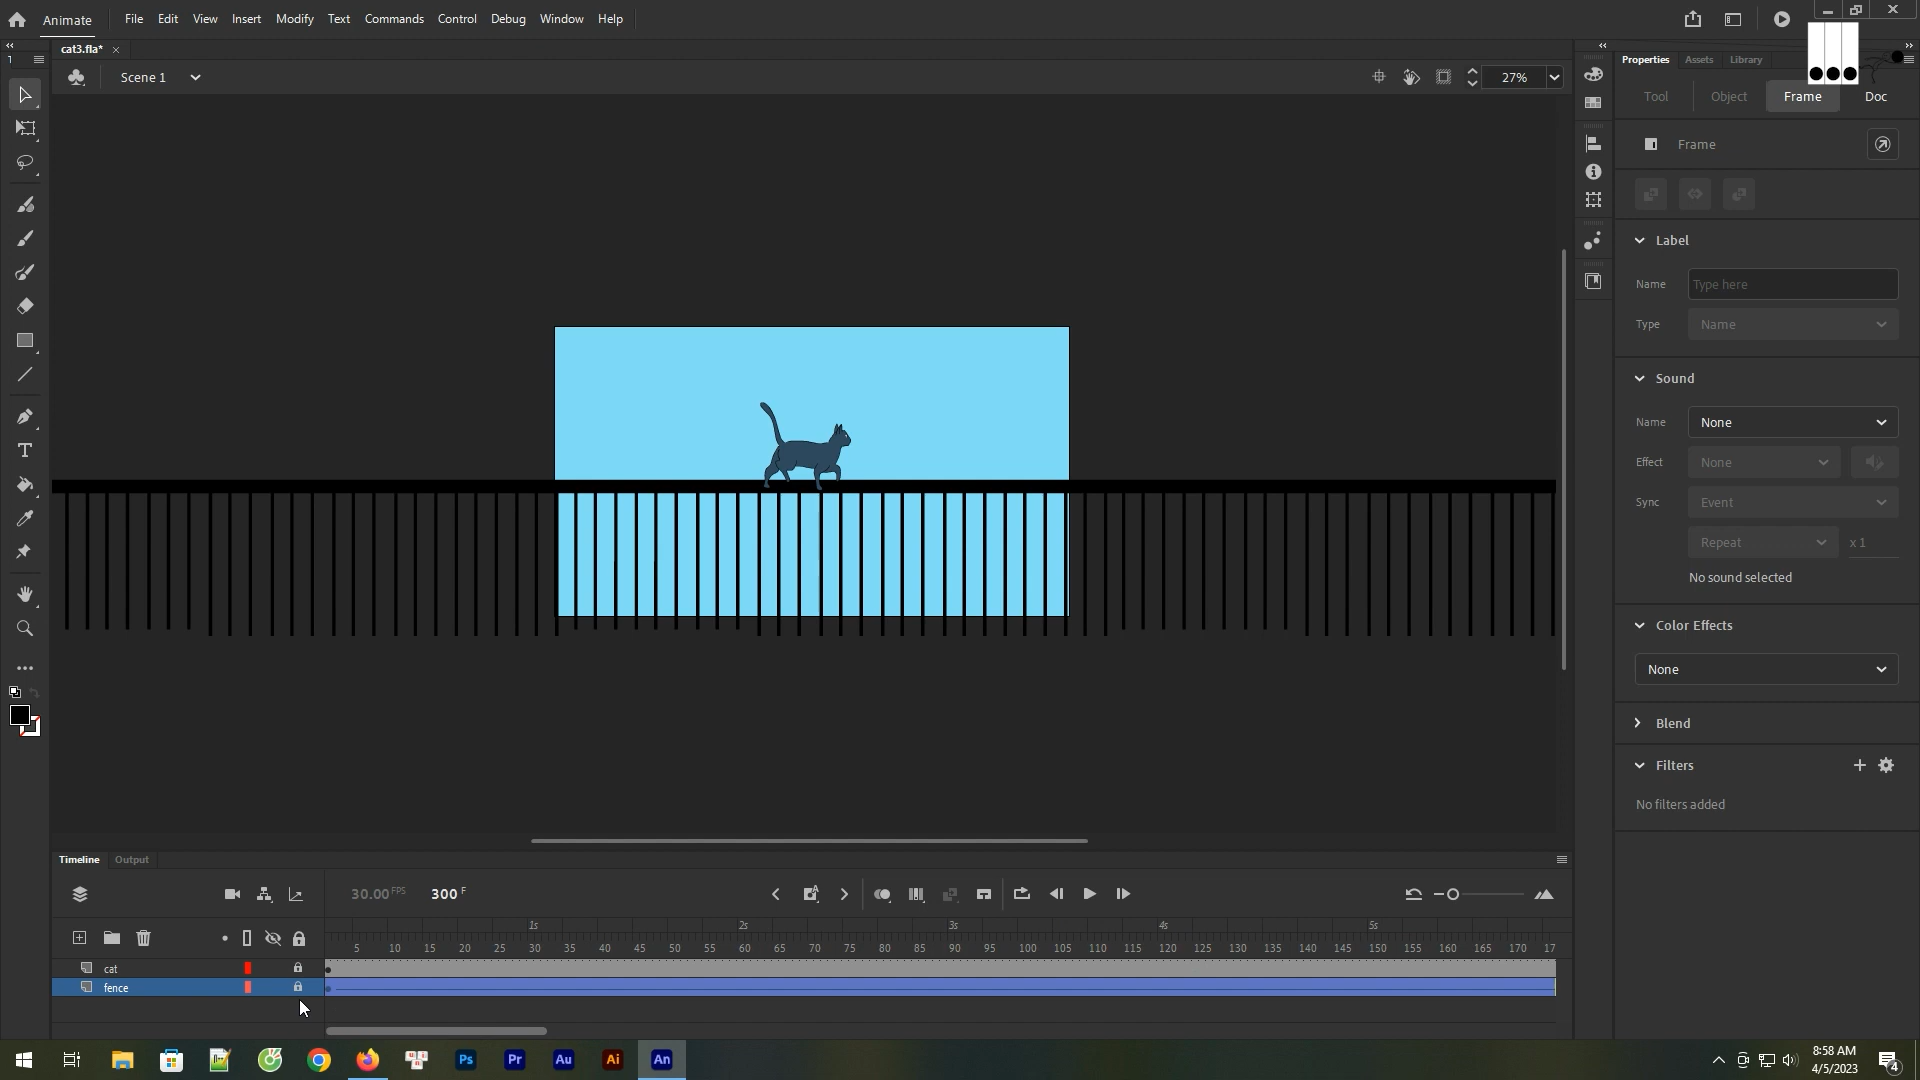 Animate File Edit View Insert Modify Text Commands Control Debug Window Help
cat3.fla*
Scene 1
27%
Properties Assets Library
Tool Object Frame Doc
Frame
Label
Name Type here
Type Name
Sound
Name None
Effect None
Sync Event
Repeat x 1
No sound selected
Color Effects
None
Blend
Filters
No filters added
T
Timeline Output
30.00 FPS 300 F
1s 2s 3s 4s 5s
5 10 15 20 25 30 35 40 45 50 55 60 65 70 75 80 85 90 95 100 105 110 115 120 125 130 135 140 145 150 155 160 165 170 17
cat
fence
Ps Pr Au Ai An
8:58 AM
4/5/2023
4